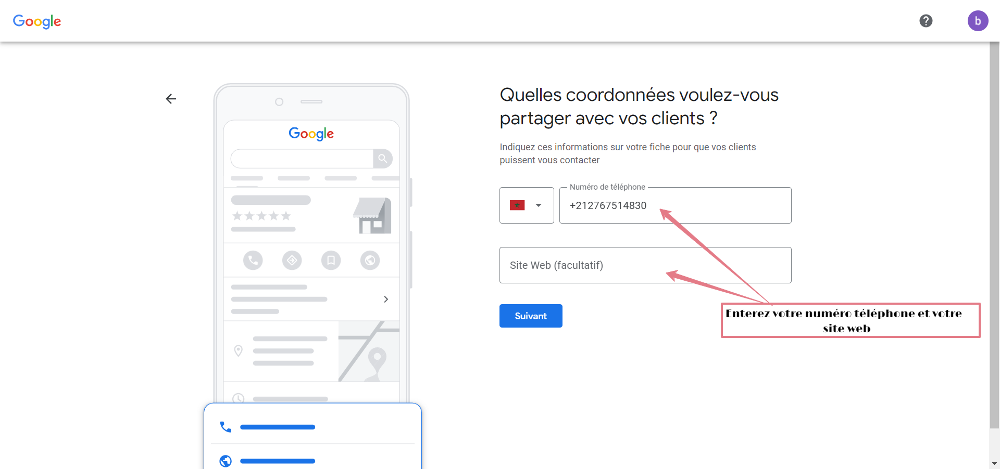 Google
b
Google
Quelles coordonnées voulez-vous
partager avec vos clients ?
Indiquez ces informations sur votre fiche pour que vos clients
puissent vous contacter
Numéro de téléphone
+212767514830
Site Web (facultatif)
Suivant
Enterez votre numéro téléphone et votre
site web